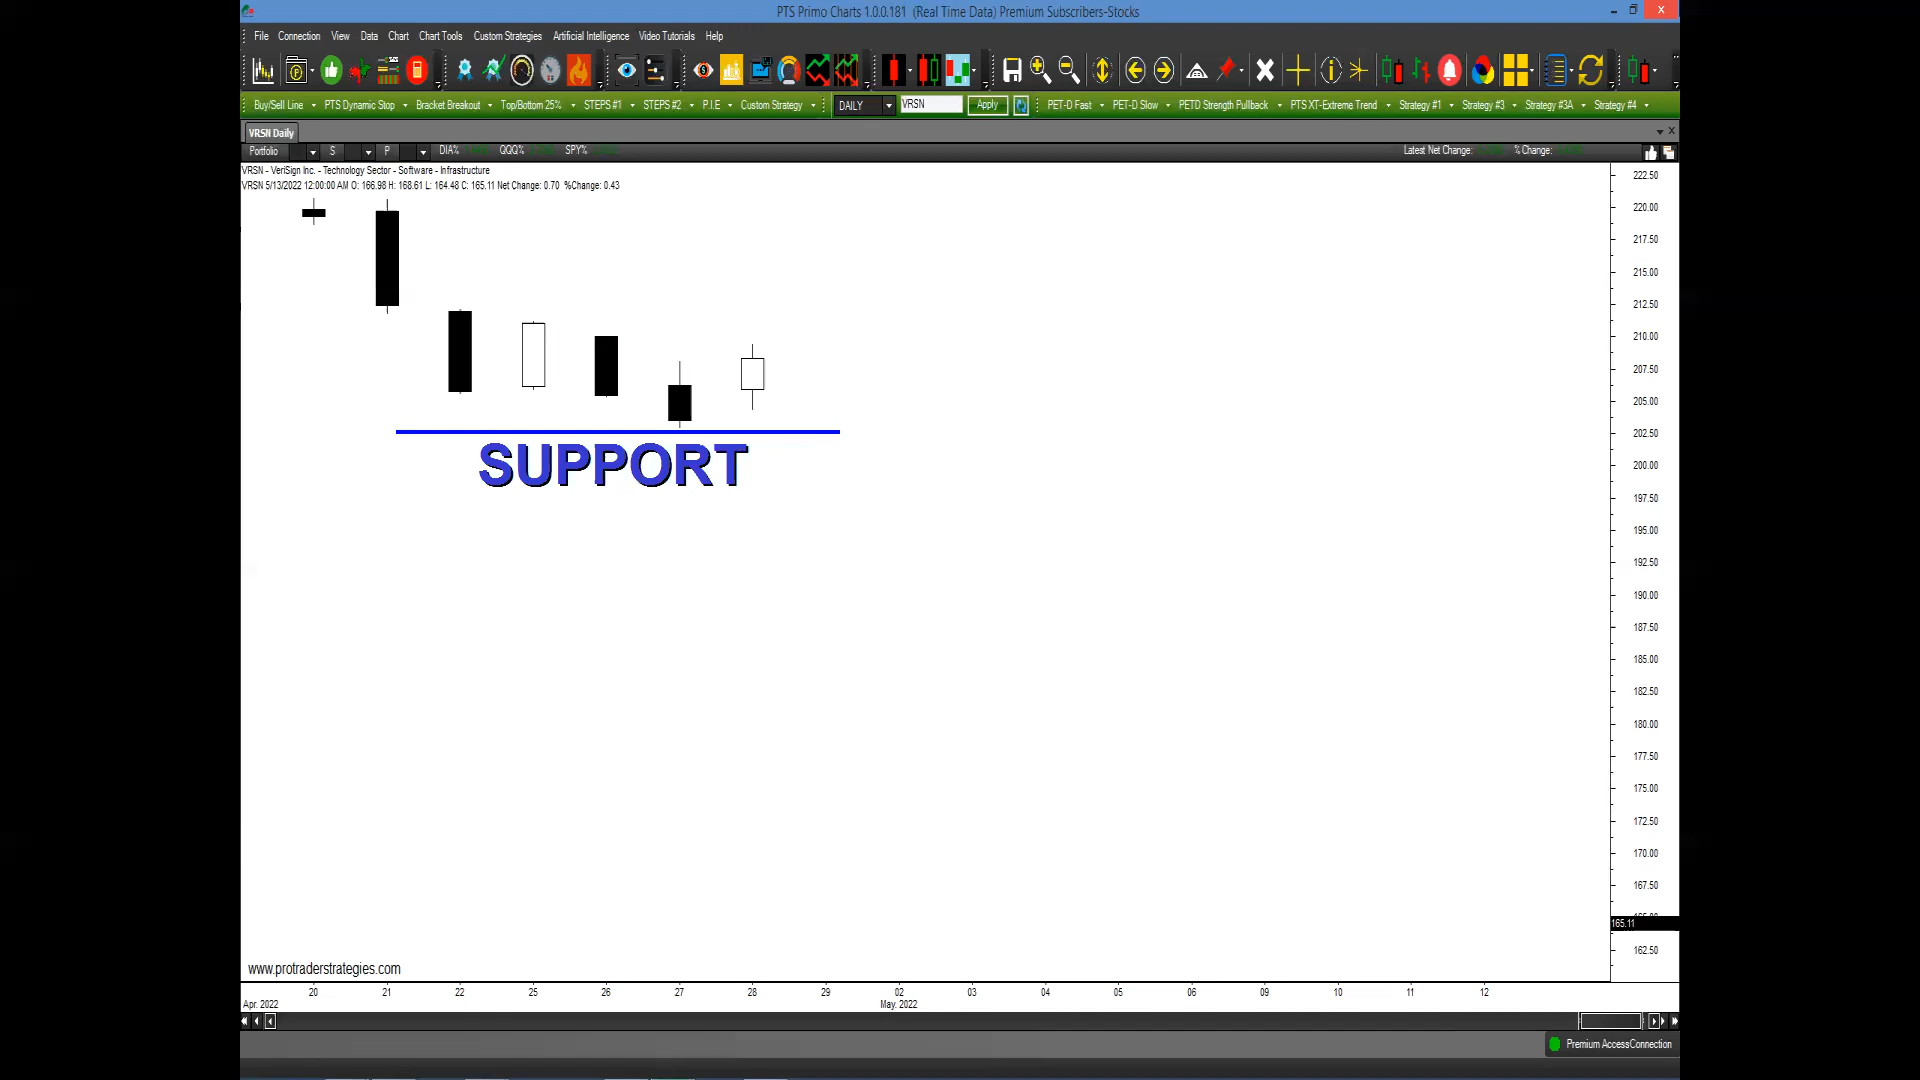 PTS Primo Charts 1.0.0.181 (Real Time Data) Premium Subscribers-Stocks
File Connection View Data Chart Chart Tools Custom Strategies Artificial Intelligence Video Tutorials Help
Buy/Sell Line PTS Dynamic Stop Bracket Breakout Top/Bottom 25% STEPS #1 STEPS #2 P.I.E Custom Strategy DAILY VRSN Apply PET-D Fast PET-D Slow PETD Strength Pullback PTS XT-Extreme Trend Strategy #1 Strategy #3 Strategy #3A Strategy #4
VRSN Daily
Portfolio S P DIA% QQQ% SPY% Latest Net Change: % Change:
VRSN - VeriSign Inc. - Technology Sector - Software - Infrastructure
VRSN 5/13/2022 12:00:00 AM O: 166.98 H: 168.61 L: 164.48 C: 165.11 Net Change: 0.70 %Change: 0.43
222.50
220.00
217.50
215.00
212.50
210.00
207.50
205.00
202.50
SUPPORT
200.00
197.50
195.00
192.50
190.00
187.50
185.00
182.50
180.00
177.50
175.00
172.50
170.00
167.50
165.11
162.50
www.protraderstrategies.com
20 21 22 25 26 27 28 29 02 03 04 05 06 09 10 11 12
Apr. 2022 May. 2022
Premium AccessConnection